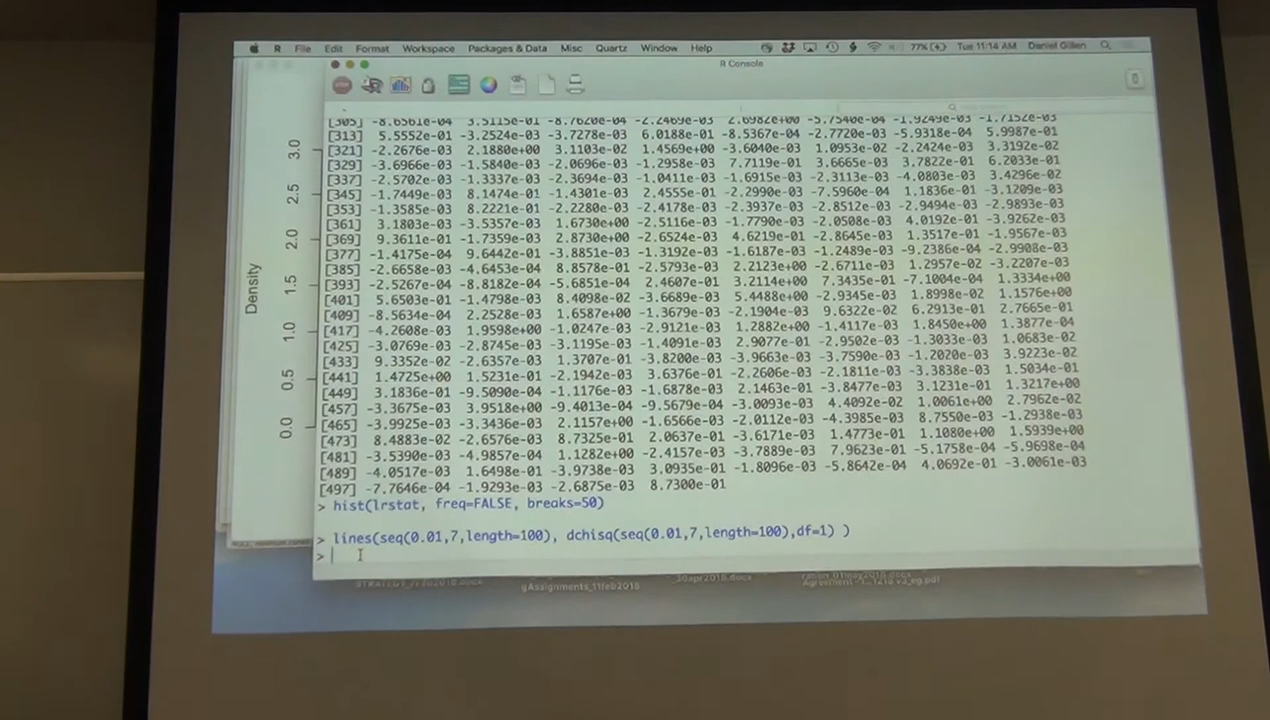 R File Edit Format Workspace Packages & Data Misc Quartz Window Help 77% Tue 11:14 AM Daniel Gillen
R Console
[305] -8.6561e-04 3.5115e-01 -8.7620e-04 -2.2469e-03 2.6982e+00 -5.7540e-04 -1.9249e-03 -1.7152e-03
[313] 5.5552e-01 -3.2524e-03 -3.7278e-03 6.0188e-01 -8.5367e-04 -2.7720e-03 -5.9318e-04 5.9987e-01
[321] -2.2676e-03 2.1880e+00 3.1103e-02 1.4569e+00 -2.2004e-04 -3.6040e-03 1.0953e-02 -2.2424e-03 3.3192e-02
[329] -3.6966e-03 -1.5840e-03 -2.0696e-03 -1.2958e-03 7.7119e-01 3.6665e-03 3.7822e-01 6.2033e-01
[337] -2.5702e-03 -1.3337e-03 -2.3694e-03 -1.0411e-03 -1.6915e-03 -2.3113e-03 -4.0803e-03 3.4296e-02
[345] -1.7449e-03 8.1474e-01 -1.4301e-03 2.4555e-01 -2.2990e-03 -7.5960e-04 1.1836e-01 -3.1209e-03
[353] -1.3585e-03 8.2221e-01 -2.2280e-03 -2.4178e-03 -2.3937e-03 -2.8512e-03 -2.9494e-03 -2.9893e-03
[361] 3.1803e-03 -3.5357e-03 1.6730e+00 -2.5116e-03 -1.7790e-03 -2.0508e-03 4.0192e-01 -3.9262e-03
[369] 9.3611e-01 -1.7359e-03 2.8730e+00 -2.6524e-03 4.6219e-01 -2.8645e-03 1.3517e-01 -1.9567e-03
[377] -1.4175e-04 9.6442e-01 -3.8851e-03 -1.3192e-03 -1.6187e-03 -1.2489e-03 -9.2386e-04 -2.9908e-03
[385] -2.6658e-03 -4.6453e-04 8.8578e-01 -2.5793e-03 2.2123e+00 -2.6711e-03 1.2957e-02 -3.2207e-03
[393] -2.5267e-04 -8.8182e-04 -5.6851e-04 2.4607e-01 3.2114e+00 7.3435e-01 -7.1004e-04 1.3334e+00
[401] 5.6503e-01 -1.4798e-03 8.4098e-02 -3.6689e-03 5.4488e+00 -2.9345e-03 1.8998e-02 1.1576e+00
[409] -8.5634e-04 2.2528e-03 1.6587e+00 -1.3679e-03 -2.1904e-03 9.6322e-02 6.2913e-01 2.7665e-01
[417] -4.2608e-03 1.9598e+00 -1.0247e-03 -2.9121e-03 1.2882e+00 -1.4117e-03 1.8450e+00 1.3877e-04
[425] -3.0769e-03 -2.8745e-03 -3.1195e-03 -1.4091e-03 2.9077e-01 -2.9502e-03 -1.3033e-03 1.0683e-02
[433] 9.3352e-02 -2.6357e-03 1.3707e-01 -3.8200e-03 -3.9663e-03 -3.7590e-03 -1.2020e-03 3.9223e-02
[441] 1.4725e+00 1.5231e-01 -2.1942e-03 3.6376e-01 -2.2606e-03 -2.1811e-03 -3.3838e-03 1.5034e-01
[449] 3.1836e-01 -9.5090e-04 -1.1176e-03 -1.6878e-03 2.1463e-01 -3.8477e-03 3.1231e-01 1.3217e+00
[457] -3.3675e-03 3.9518e+00 -9.4013e-04 -9.5679e-04 -3.0093e-03 4.4092e-02 1.0061e+00 2.7962e-02
[465] -3.9925e-03 -3.3436e-03 2.1157e+00 -1.6566e-03 -2.0112e-03 -4.3985e-03 8.7550e-03 -1.2938e-03
[473] 8.4883e-02 -2.6576e-03 8.7325e-01 2.0637e-01 -3.6171e-03 1.4773e-01 1.1080e+00 1.5939e+00
[481] -3.5390e-03 -4.9857e-04 1.1282e+00 -2.4157e-03 -3.7889e-03 7.9623e-01 -5.1758e-04 -5.9698e-04
[489] -4.0517e-03 1.6498e-01 -3.9738e-03 3.0935e-01 -1.8096e-03 -5.8642e-04 4.0692e-01 -3.0061e-03
[497] -7.7646e-04 -1.9293e-03 -2.6875e-03 8.7300e-01
> hist(lrstat, freq=FALSE, breaks=50)
> lines(seq(0.01,7,length=100), dchisq(seq(0.01,7,length=100),df=1) )
>
Density
3.0
2.5
2.0
1.5
1.0
0.5
0.0
gAssignments_11feb2018
_30apr2018.docx